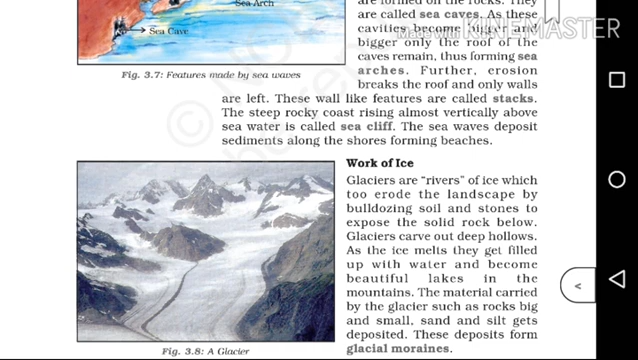 are formed on the rocks. They
are called sea caves. As these
cavities become bigger and
bigger only the roof of the
caves remain, thus forming sea
arches. Further, erosion
breaks the roof and only walls
are left. These wall like features are called stacks.
The steep rocky coast rising almost vertically above
sea water is called sea cliff. The sea waves deposit
sediments along the shores forming beaches.
Sea Arch
Sea Cave
Fig. 3.7: Features made by sea waves
Made with KINEMASTER
Work of Ice
Glaciers are “rivers” of ice which
too erode the landscape by
bulldozing soil and stones to
expose the solid rock below.
Glaciers carve out deep hollows.
As the ice melts they get filled
up with water and become
beautiful lakes in the
mountains. The material carried
by the glacier such as rocks big
and small, sand and silt gets
deposited. These deposits form
glacial moraines.
Fig. 3.8: A Glacier